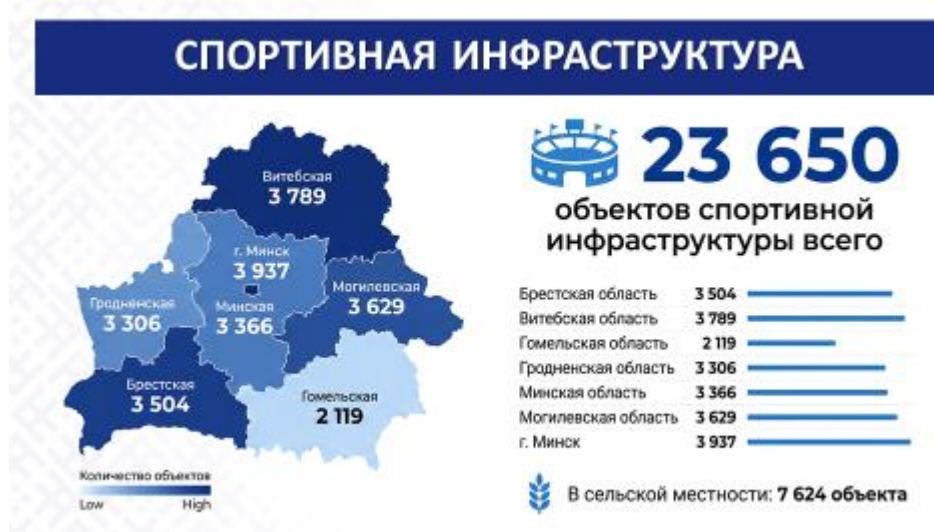 СПОРТИВНАЯ ИНФРАСТРУКТУРА
Витебская
3 789
г. Минск
3 937
Могилевская
3 629
Гродненская
3 306
Минская
3 366
Брестская
3 504
Гомельская
2 119
Количество объектов
Low High
23 650
объектов спортивной
инфраструктуры всего
Брестская область 3 504
Витебская область 3 789
Гомельская область 2 119
Гродненская область 3 306
Минская область 3 366
Могилевская область 3 629
г. Минск 3 937
В сельской местности: 7 624 объекта